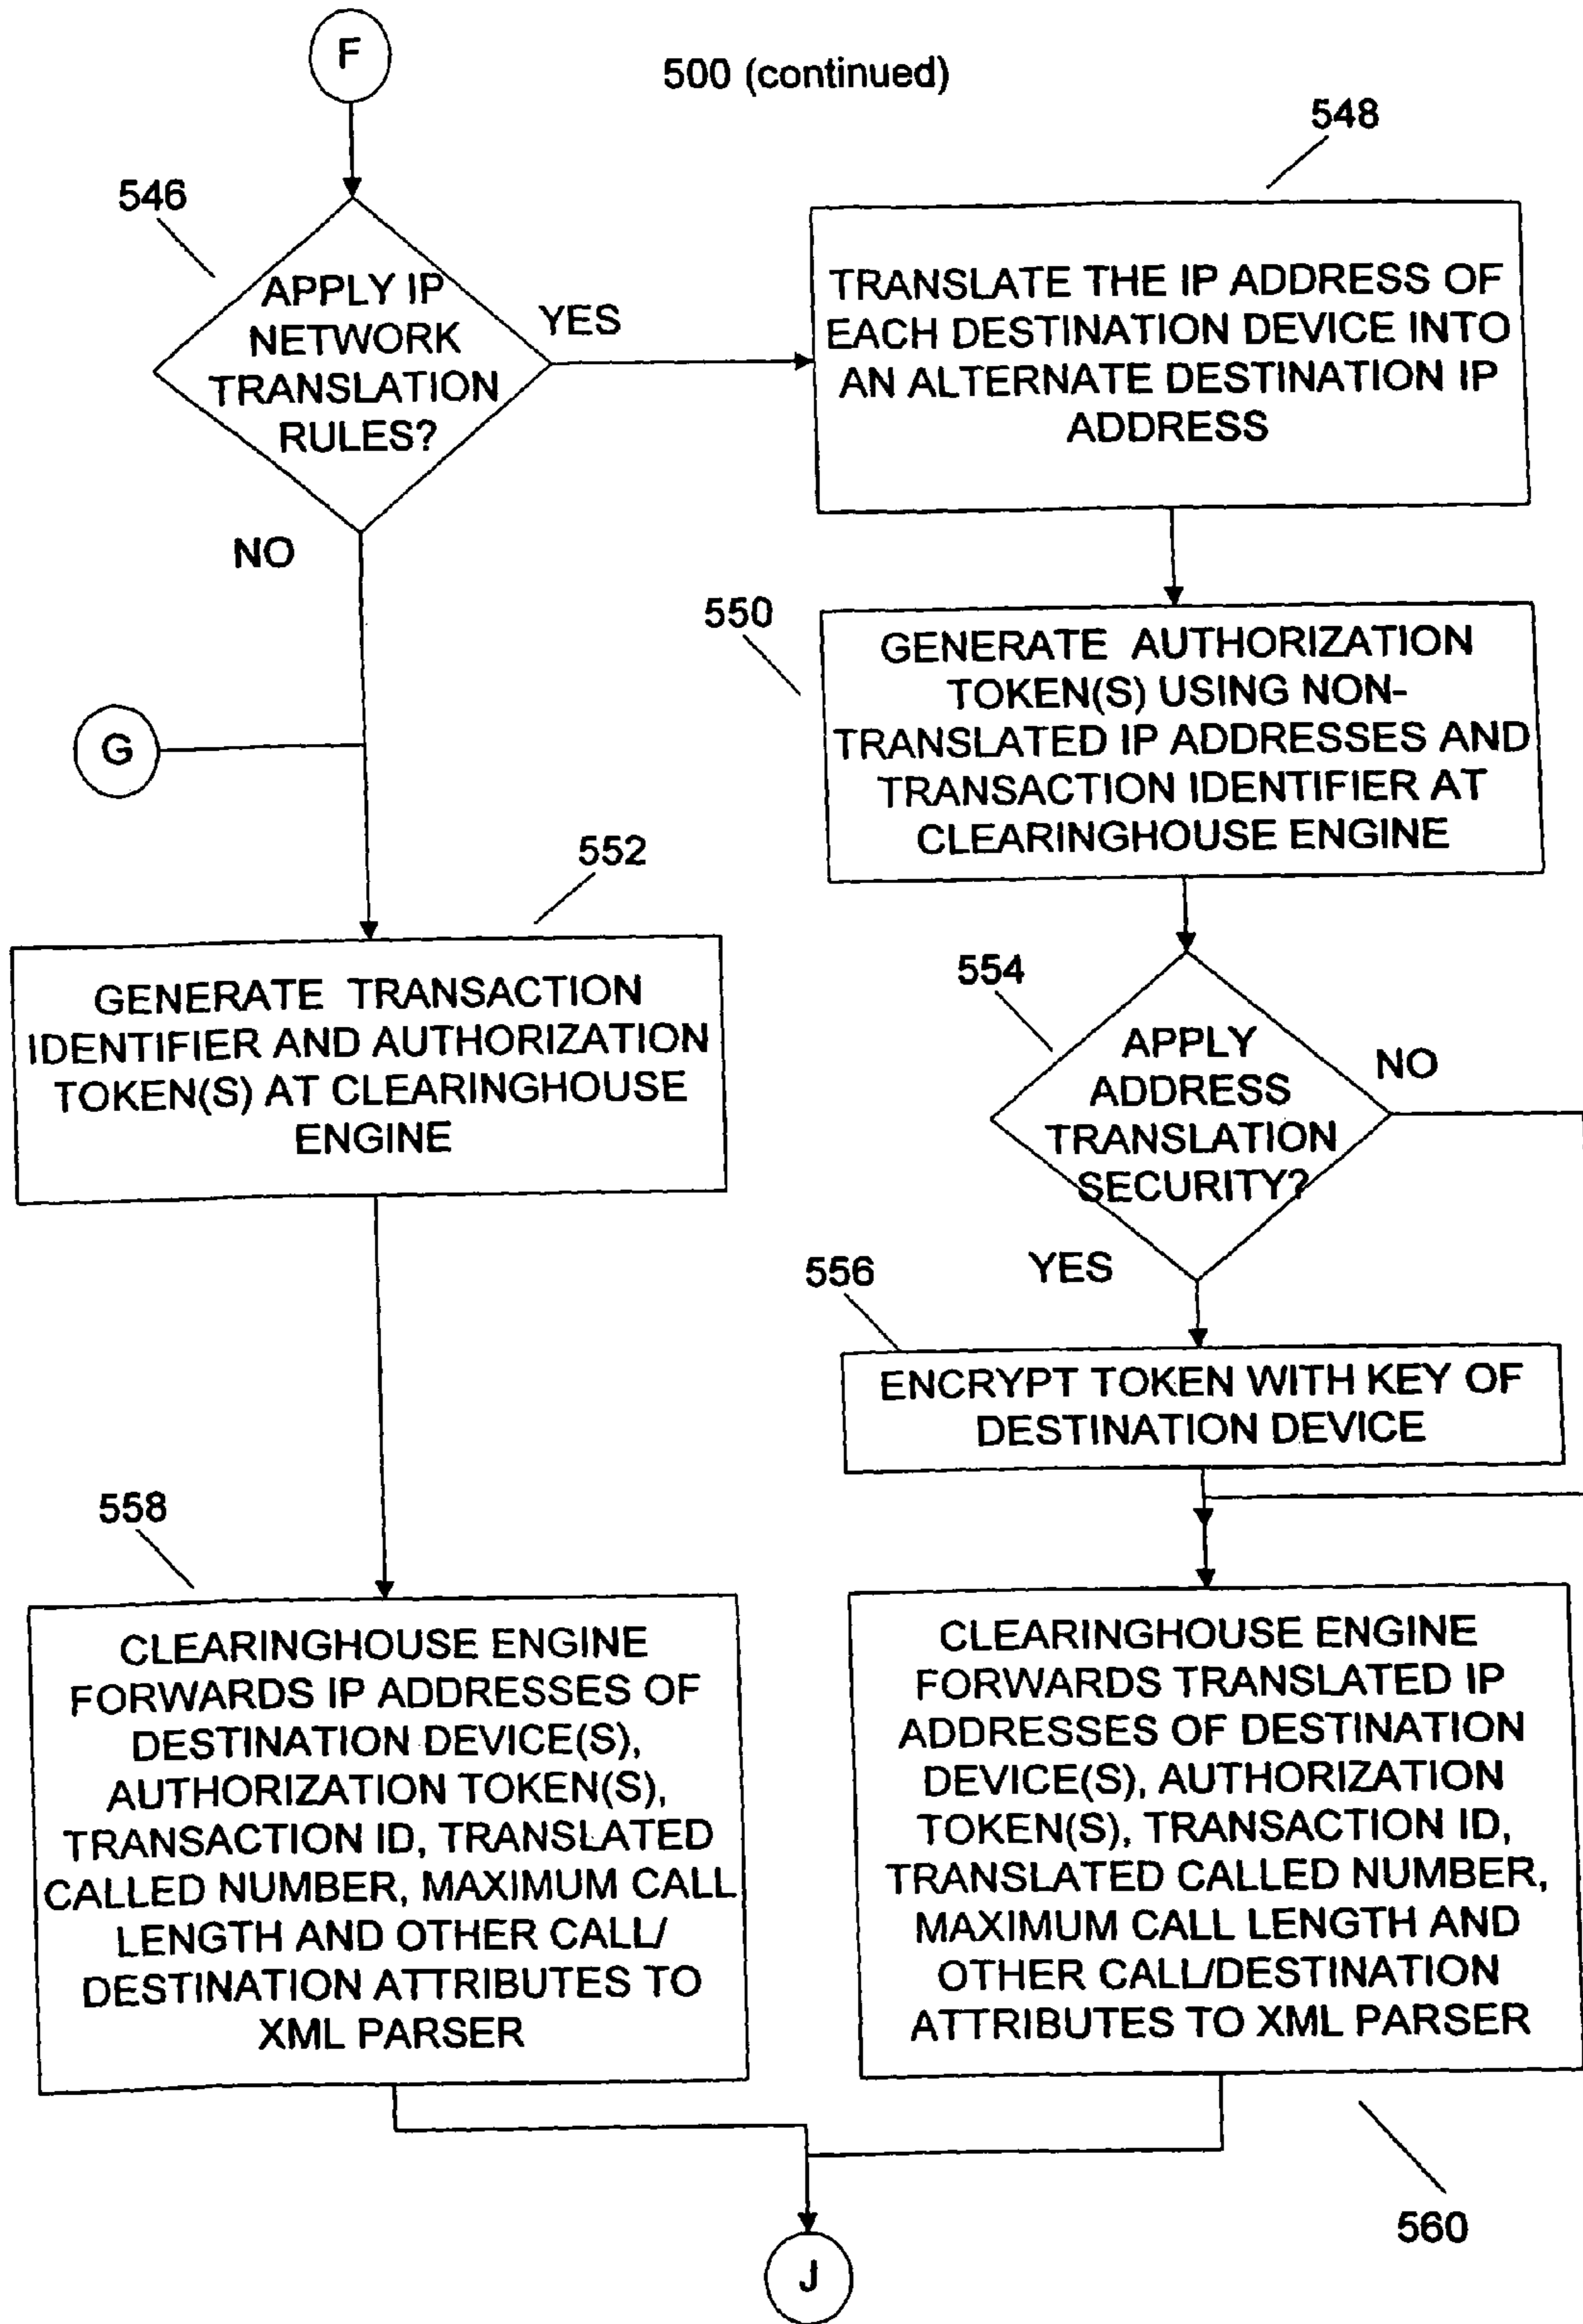 F
500 (continued)
548
546
APPLY IP
NETWORK
TRANSLATION
RULES?
YES
NO
TRANSLATE THE IP ADDRESS OF
EACH DESTINATION DEVICE INTO
AN ALTERNATE DESTINATION IP
ADDRESS
550
GENERATE AUTHORIZATION
TOKEN(S) USING NON-
TRANSLATED IP ADDRESSES AND
TRANSACTION IDENTIFIER AT
CLEARINGHOUSE ENGINE
G
552
GENERATE TRANSACTION
IDENTIFIER AND AUTHORIZATION
TOKEN(S) AT CLEARINGHOUSE
ENGINE
554
APPLY
ADDRESS
TRANSLATION
SECURITY?
NO
YES
556
ENCRYPT TOKEN WITH KEY OF
DESTINATION DEVICE
558
CLEARINGHOUSE ENGINE
FORWARDS IP ADDRESSES OF
DESTINATION DEVICE(S),
AUTHORIZATION TOKEN(S),
TRANSACTION ID, TRANSLATED
CALLED NUMBER, MAXIMUM CALL
LENGTH AND OTHER CALL/
DESTINATION ATTRIBUTES TO
XML PARSER
CLEARINGHOUSE ENGINE
FORWARDS TRANSLATED IP
ADDRESSES OF DESTINATION
DEVICE(S), AUTHORIZATION
TOKEN(S), TRANSACTION ID,
TRANSLATED CALLED NUMBER,
MAXIMUM CALL LENGTH AND
OTHER CALL/DESTINATION
ATTRIBUTES TO XML PARSER
560
J